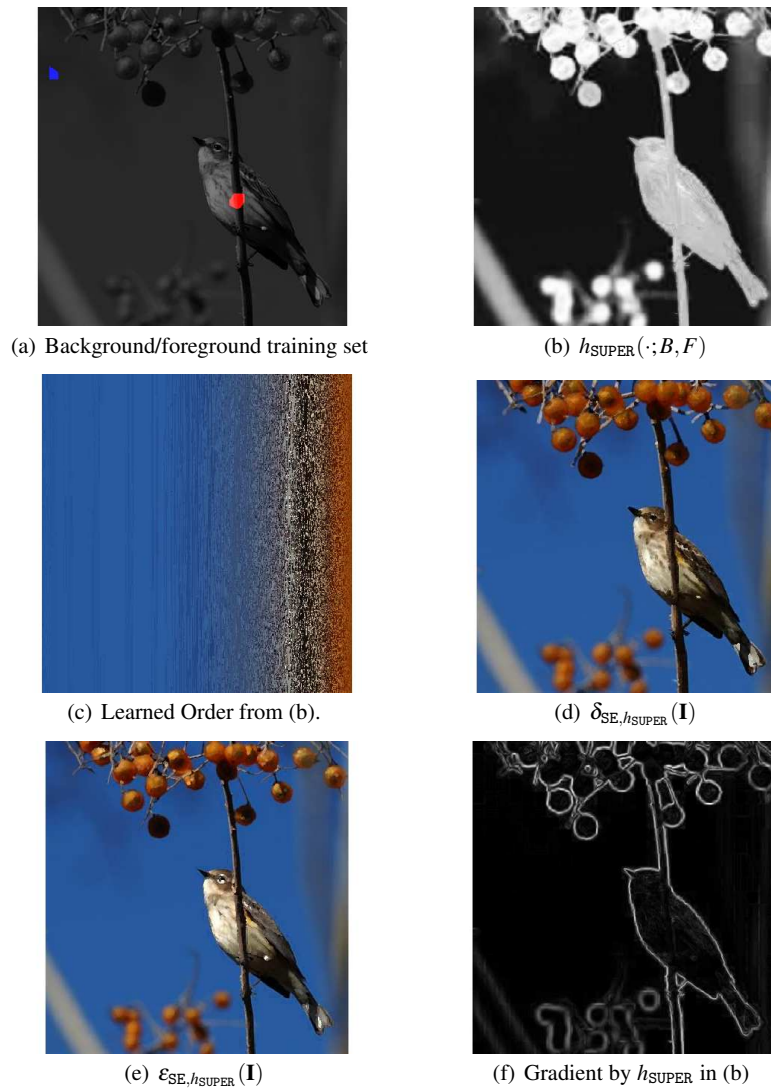 (a) Background/foreground training set
(b) h_SUPER(·;B,F)
(c) Learned Order from (b).
(d) δ_SE,h_SUPER(I)
(e) ε_SE,h_SUPER(I)
(f) Gradient by h_SUPER in (b)